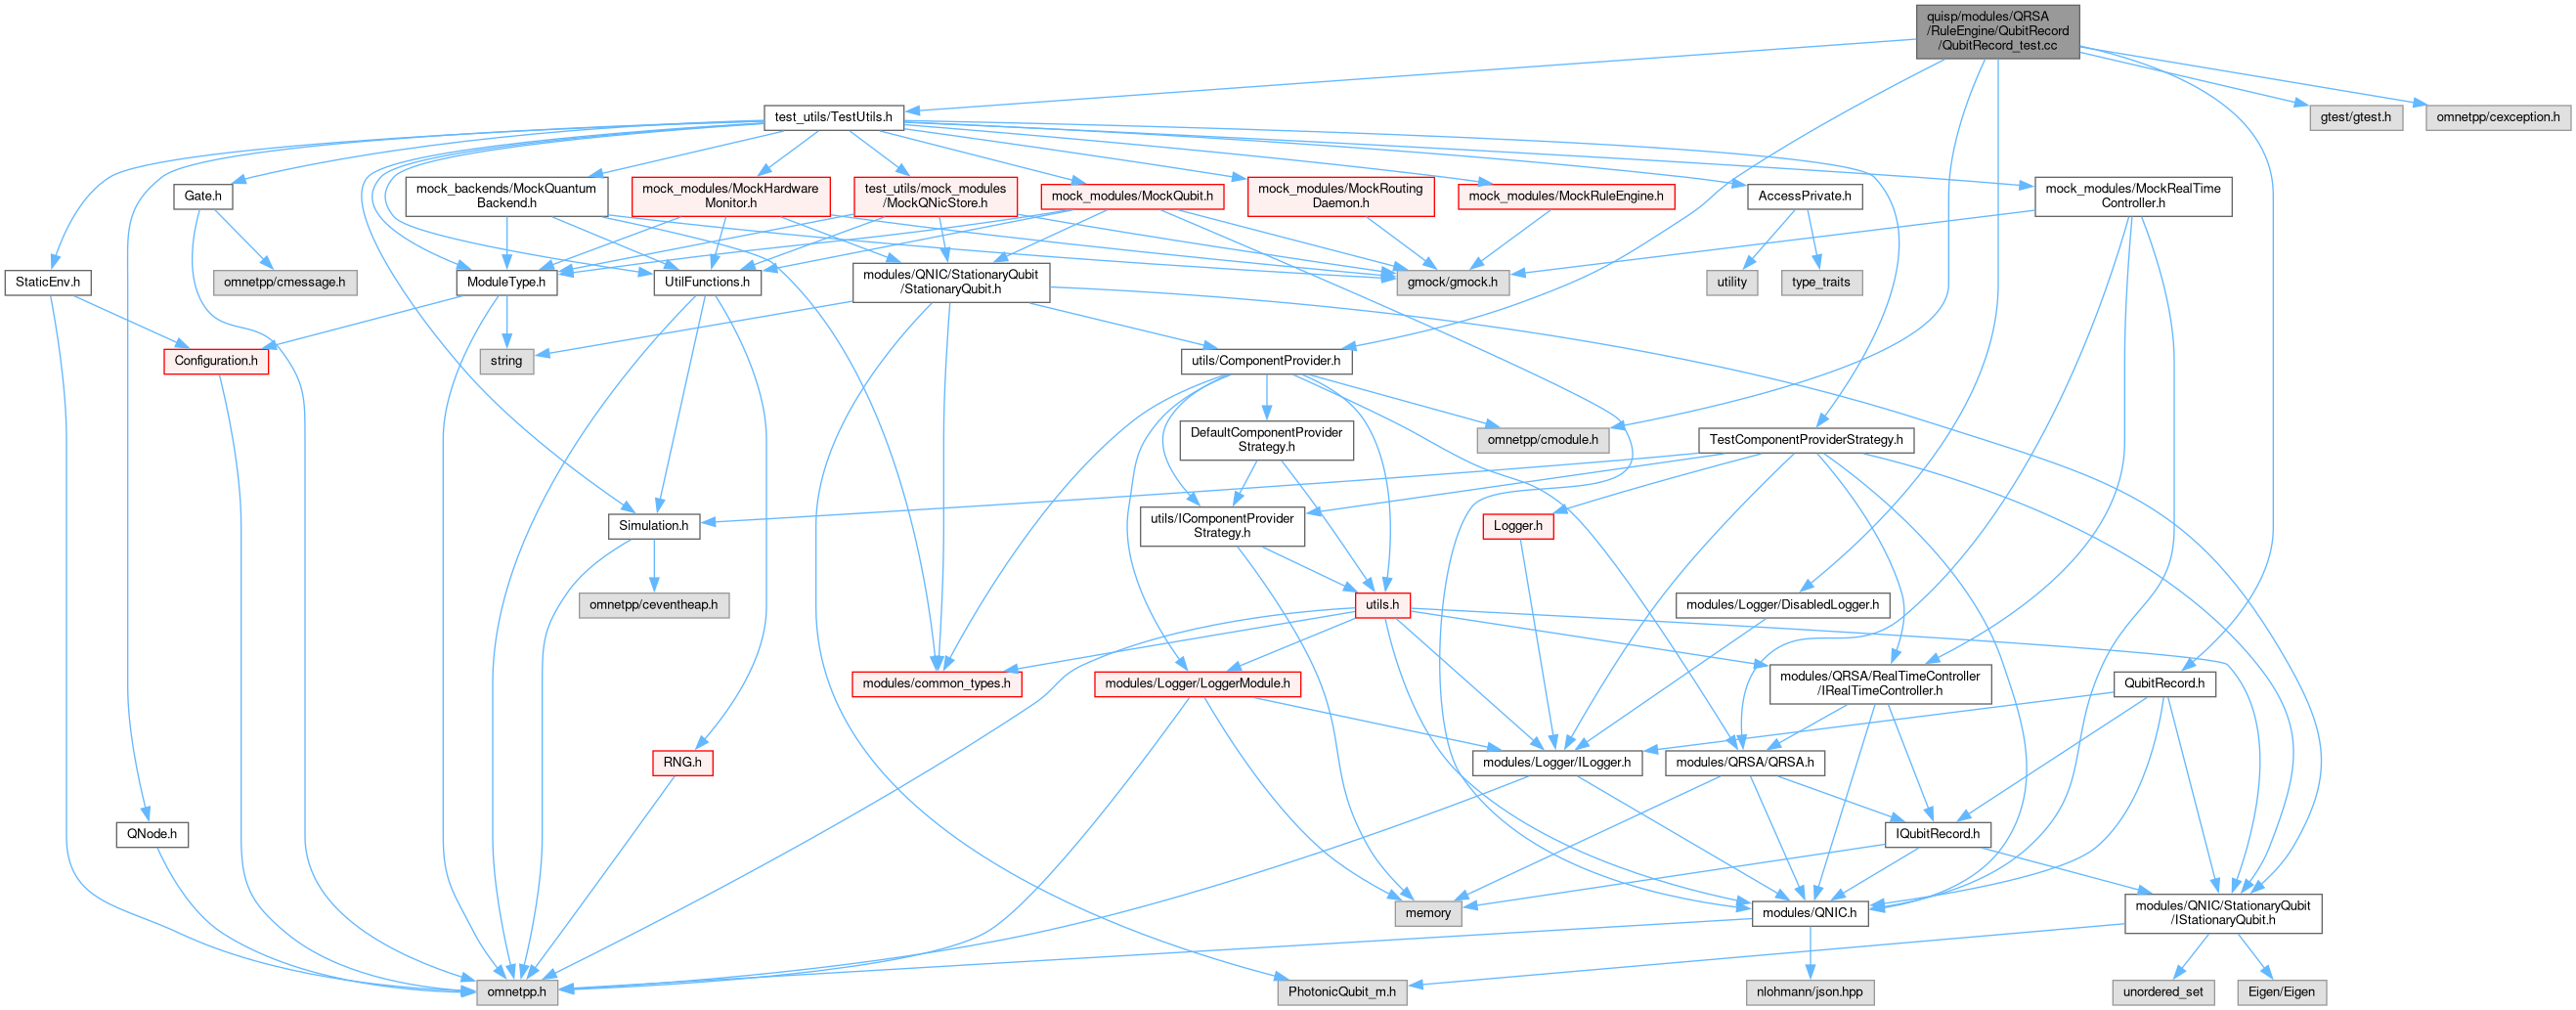 quisp/modules/QRSA
/RuleEngine/QubitRecord
/QubitRecord_test.cc
test_utils/TestUtils.h
gtest/gtest.h
omnetpp/cexception.h
Gate.h
mock_backends/MockQuantum
Backend.h
mock_modules/MockHardware
Monitor.h
test_utils/mock_modules
/MockQNicStore.h
mock_modules/MockQubit.h
mock_modules/MockRouting
Daemon.h
mock_modules/MockRuleEngine.h
AccessPrivate.h
mock_modules/MockRealTime
Controller.h
StaticEnv.h
omnetpp/cmessage.h
ModuleType.h
UtilFunctions.h
modules/QNIC/StationaryQubit
/StationaryQubit.h
gmock/gmock.h
utility
type_traits
Configuration.h
string
utils/ComponentProvider.h
DefaultComponentProvider
Strategy.h
omnetpp/cmodule.h
TestComponentProviderStrategy.h
Simulation.h
utils/IComponentProvider
Strategy.h
Logger.h
omnetpp/ceventheap.h
utils.h
modules/Logger/DisabledLogger.h
modules/common_types.h
modules/Logger/LoggerModule.h
modules/QRSA/RealTimeController
/IRealTimeController.h
QubitRecord.h
RNG.h
modules/Logger/ILogger.h
modules/QRSA/QRSA.h
QNode.h
IQubitRecord.h
memory
modules/QNIC.h
modules/QNIC/StationaryQubit
/IStationaryQubit.h
omnetpp.h
PhotonicQubit_m.h
nlohmann/json.hpp
unordered_set
Eigen/Eigen